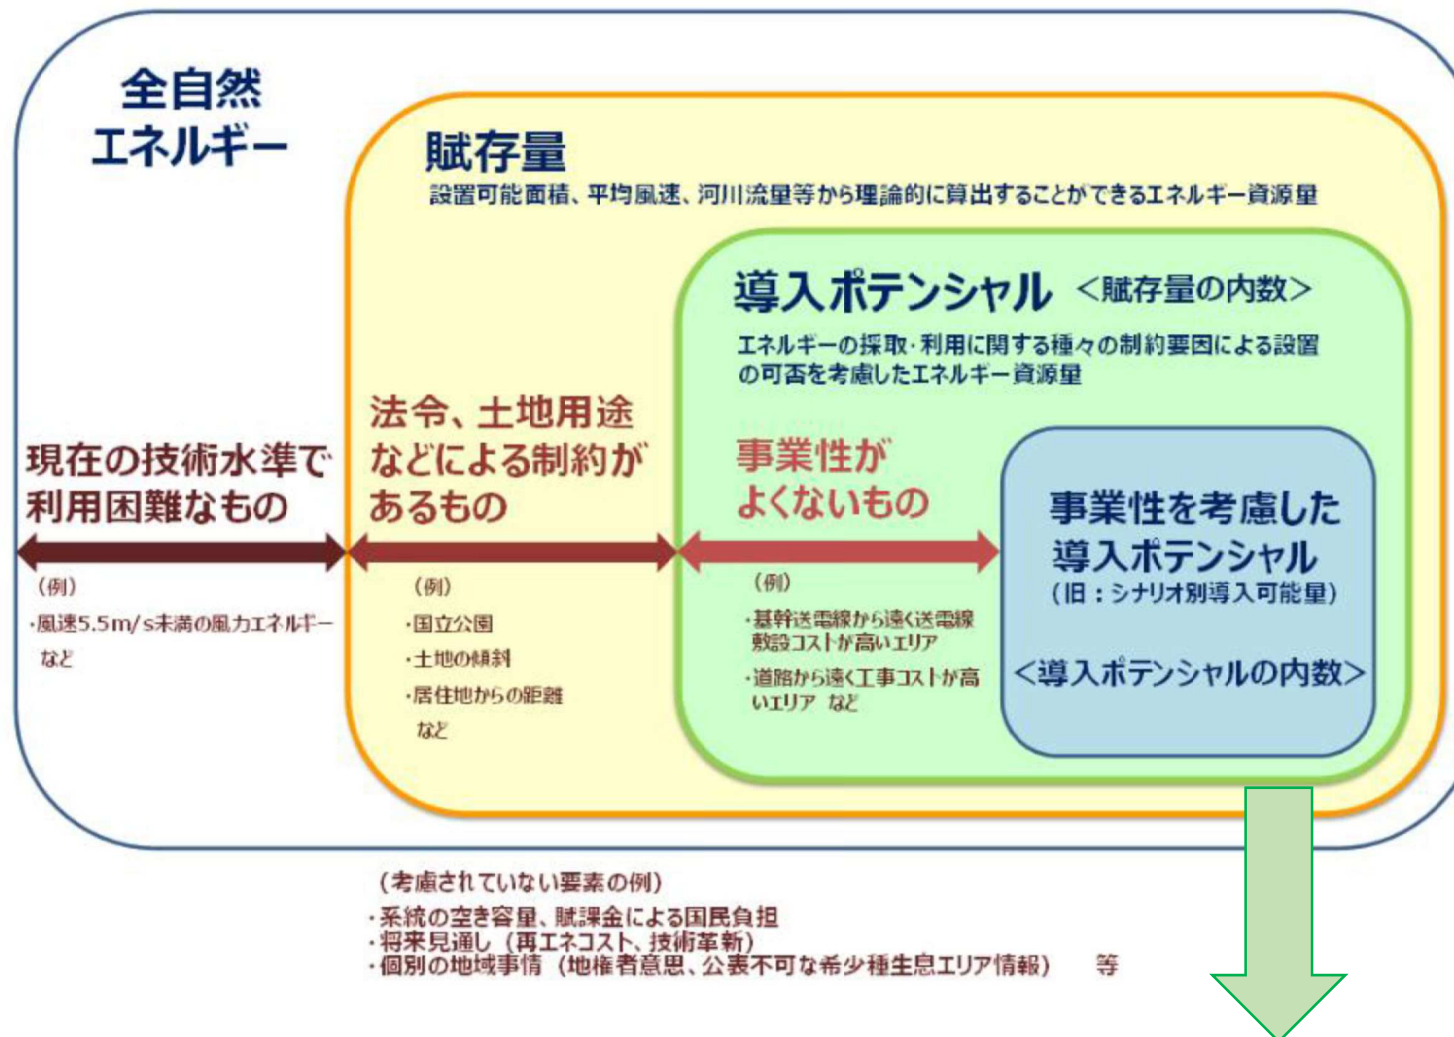 全自然
エネルギー
賦存量
設置可能面積、平均風速、河川流量等から理論的に算出することができるエネルギー資源量
導入ポテンシャル <賦存量の内数>
エネルギーの採取・利用に関する種々の制約要因による設置
の可否を考慮したエネルギー資源量
現在の技術水準で
利用困難なもの
(例)
・風速5.5m/s未満の風力エネルギー
など
法令、土地用途
などによる制約が
あるもの
(例)
・国立公園
・土地の傾斜
・居住地からの距離
など
事業性が
よくないもの
(例)
・基幹送電線から遠く送電線
敷設コストが高いエリア
・道路から遠く工事コストが高
いエリア など
事業性を考慮した
導入ポテンシャル
(旧:シナリオ別導入可能量)
<導入ポテンシャルの内数>
(考慮されていない要素の例)
・系統の空き容量、賦課金による国民負担
・将来見通し(再エネコスト、技術革新)
・個別の地域事情(地権者意思、公表不可な希少種生息エリア情報) 等